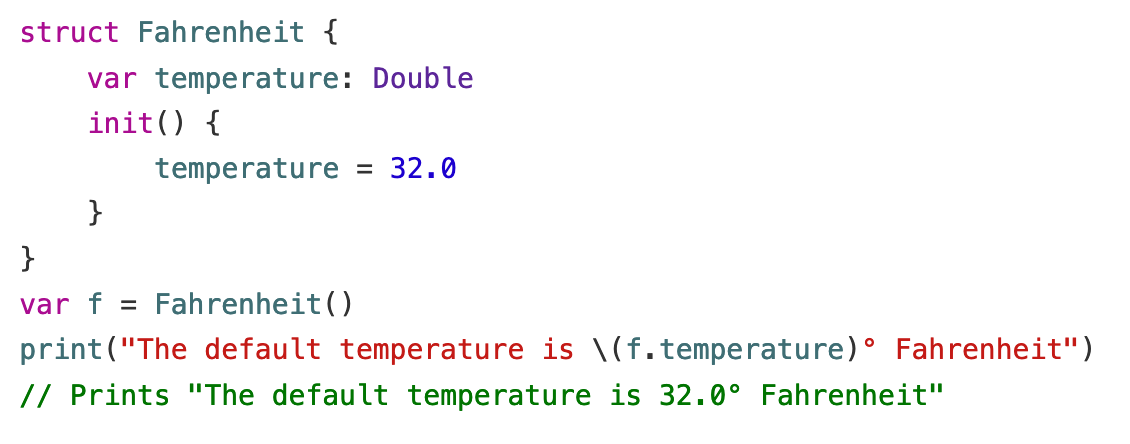 struct Fahrenheit {
    var temperature: Double
    init() {
        temperature = 32.0
    }
}
var f = Fahrenheit()
print("The default temperature is \(f.temperature)° Fahrenheit")
// Prints "The default temperature is 32.0° Fahrenheit"